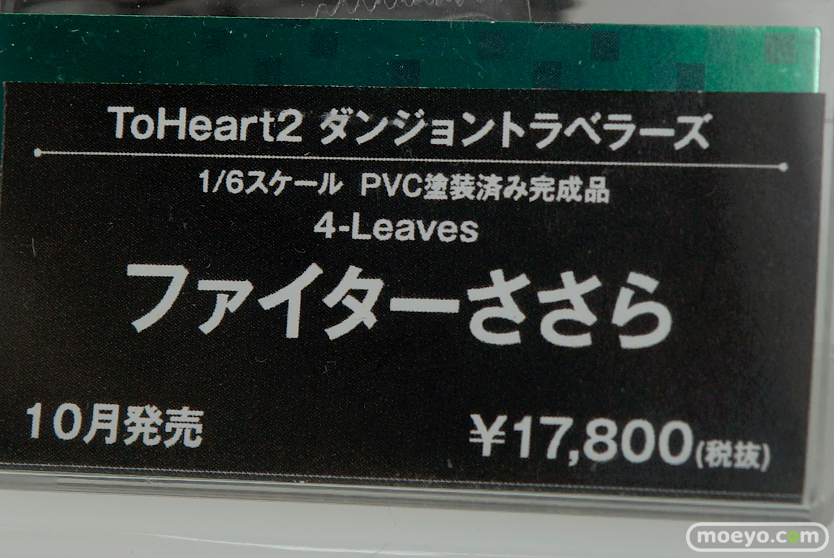 ToHeart2 ダンジョントラベラーズ
1/6スケール PVC塗装済み完成品
4-Leaves
ファイターささら
10月発売
¥17,800(税抜)
moeyo.com